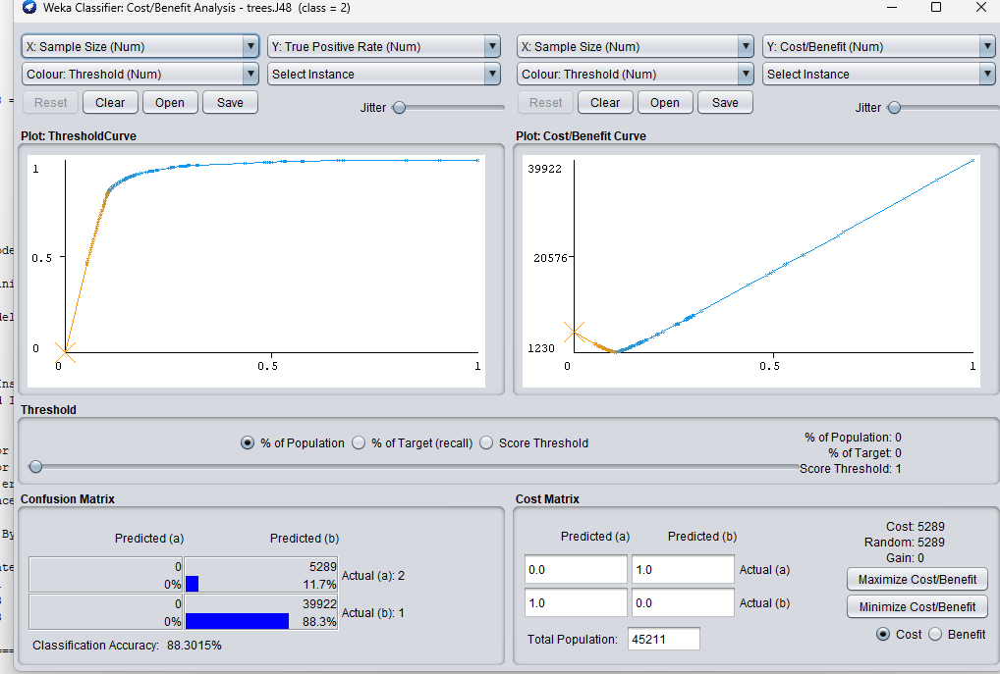 Weka Classifier: Cost/Benefit Analysis - trees.J48 (class = 2)
X: Sample Size (Num) Y: True Positive Rate (Num) X: Sample Size (Num) Y: Cost/Benefit (Num)
Colour: Threshold (Num) Select Instance Colour: Threshold (Num) Select Instance
Reset Clear Open Save Jitter Reset Clear Open Save Jitter
Plot: ThresholdCurve Plot: Cost/Benefit Curve
1 39922
0.5 20576
0 1230
0 0.5 1 0 0.5 1
Threshold
% of Population % of Target (recall) Score Threshold % of Population: 0
% of Target: 0
Score Threshold: 1
Confusion Matrix Cost Matrix
Predicted (a) Predicted (b) Predicted (a) Predicted (b) Cost: 5289
Random: 5289
Gain: 0
0 5289 Actual (a): 2 0.0 1.0 Actual (a) Maximize Cost/Benefit
0% 11.7%
0 39922 Actual (b): 1 1.0 0.0 Actual (b) Minimize Cost/Benefit
0% 88.3%
Total Population: 45211 Cost Benefit
Classification Accuracy: 88.3015%